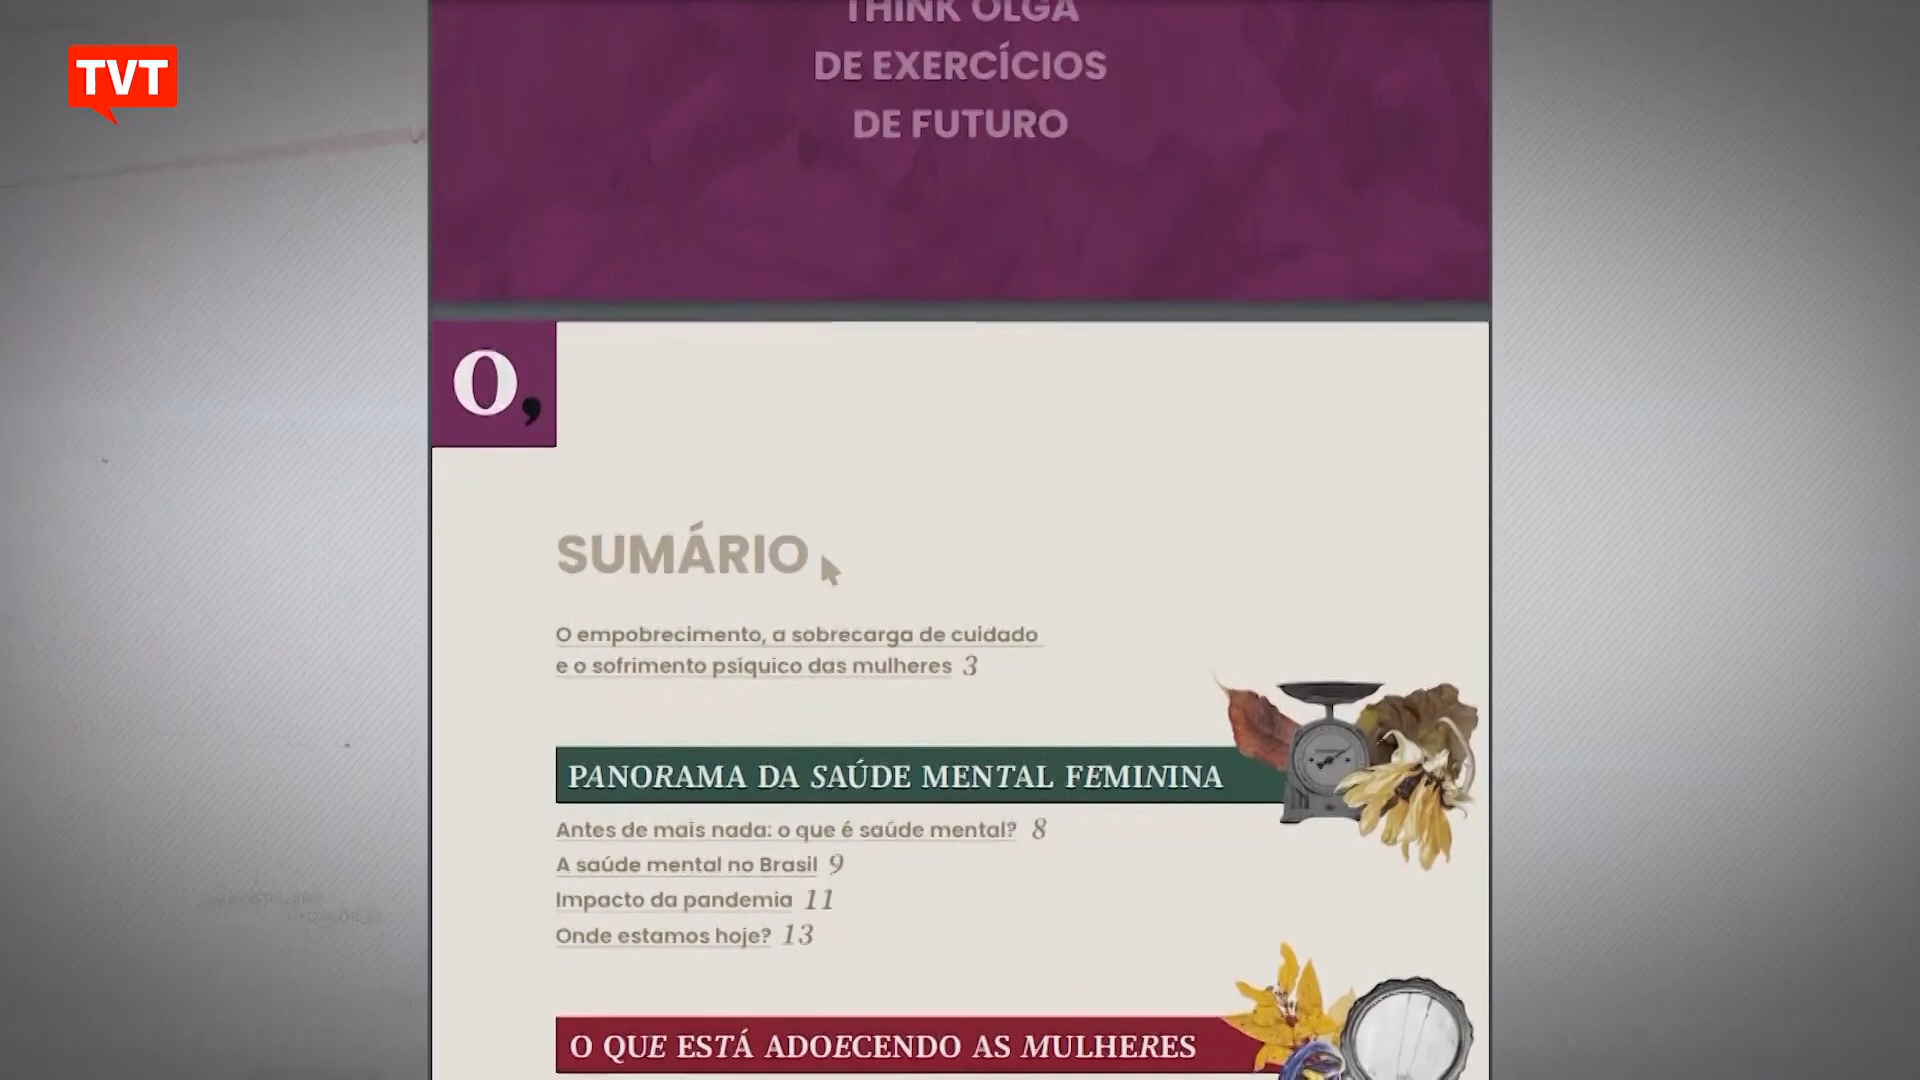 TVT
THINK OLGA
DE EXERCÍCIOS
DE FUTURO
O,
SUMÁRIO
O empobrecimento, a sobrecarga de cuidado
e o sofrimento psíquico das mulheres 3
PANORAMA DA SAÚDE MENTAL FEMININA
Antes de mais nada: o que é saúde mental? 8
A saúde mental no Brasil 9
Impacto da pandemia 11
Onde estamos hoje? 13
O QUE ESTÁ ADOECENDO AS MULHERES